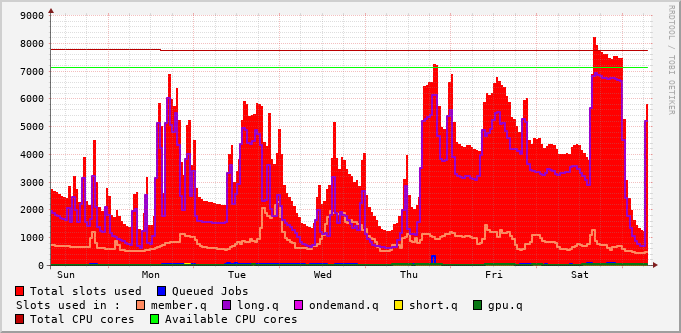 RRDTOOL / TOBI OETIKER
9000
8000
7000
6000
5000
4000
3000
2000
1000
0
Sun Mon Tue Wed Thu Fri Sat
Total slots used Queued Jobs
Slots used in : member.q long.q ondemand.q short.q gpu.q
Total CPU cores Available CPU cores